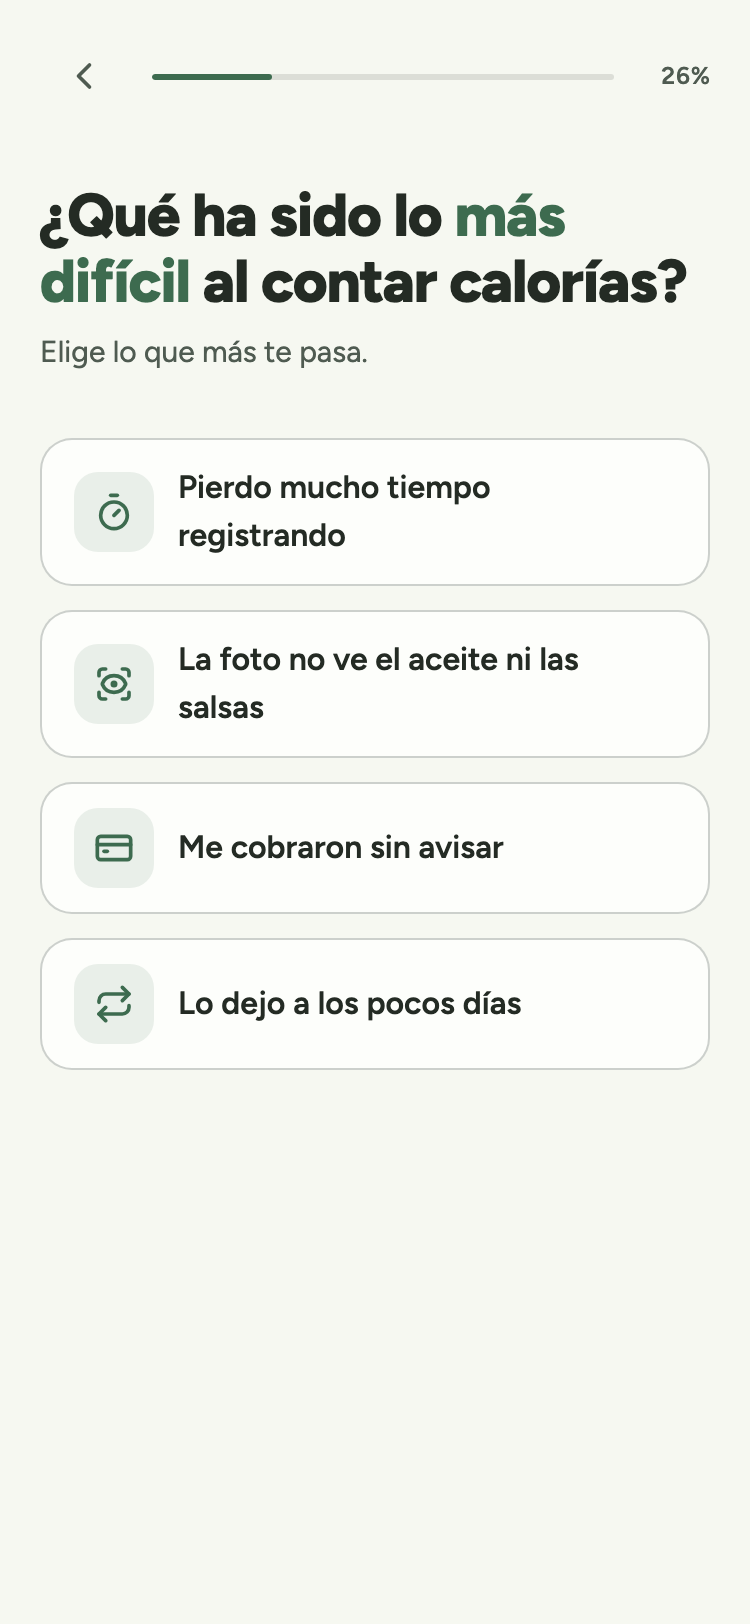 26%
¿Qué ha sido lo más
difícil al contar calorías?
Elige lo que más te pasa.
Pierdo mucho tiempo
registrando
La foto no ve el aceite ni las
salsas
Me cobraron sin avisar
Lo dejo a los pocos días